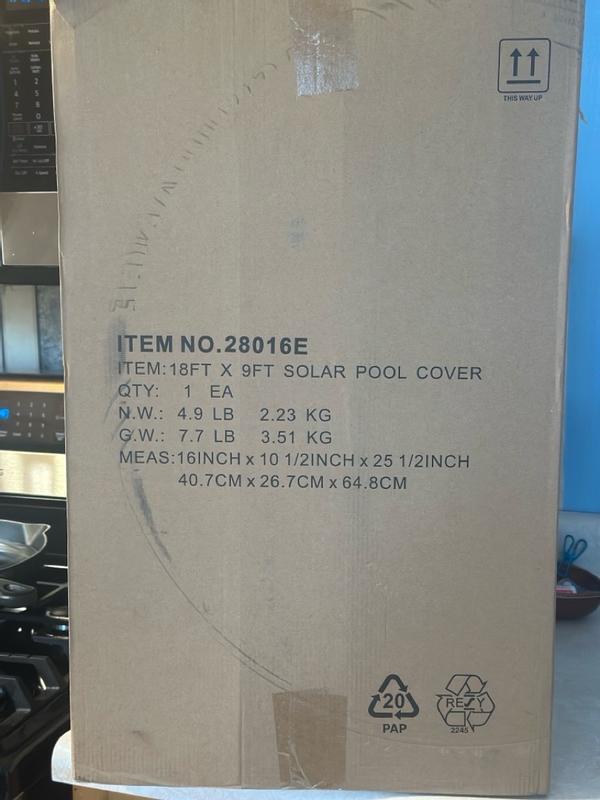 THIS WAY UP
ITEM NO.28016E
ITEM:18FT X 9FT SOLAR POOL COVER
QTY: 1 EA
N.W.: 4.9 LB 2.23 KG
G.W.: 7.7 LB 3.51 KG
MEAS:16INCH x 10 1/2INCH x 25 1/2INCH
40.7CM x 26.7CM x 64.8CM
20
PAP
RESY
2245